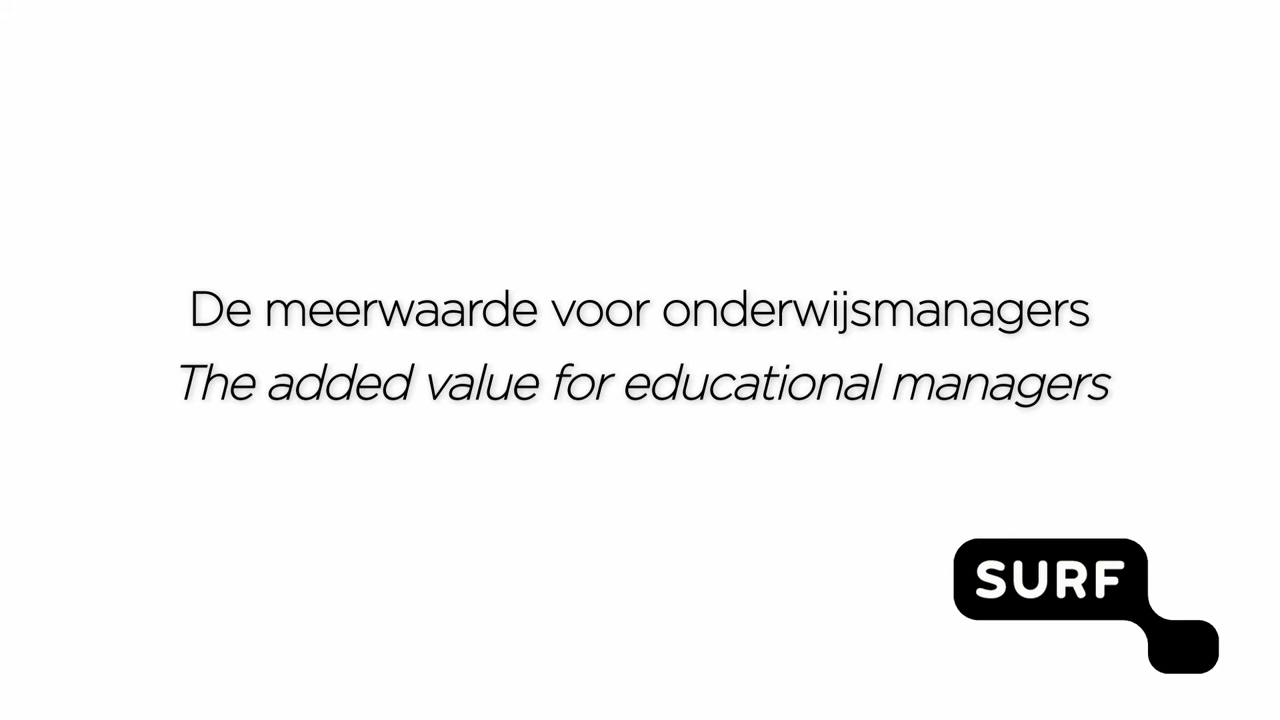 De meerwaarde voor onderwijsmanagers
The added value for educational managers
SURF